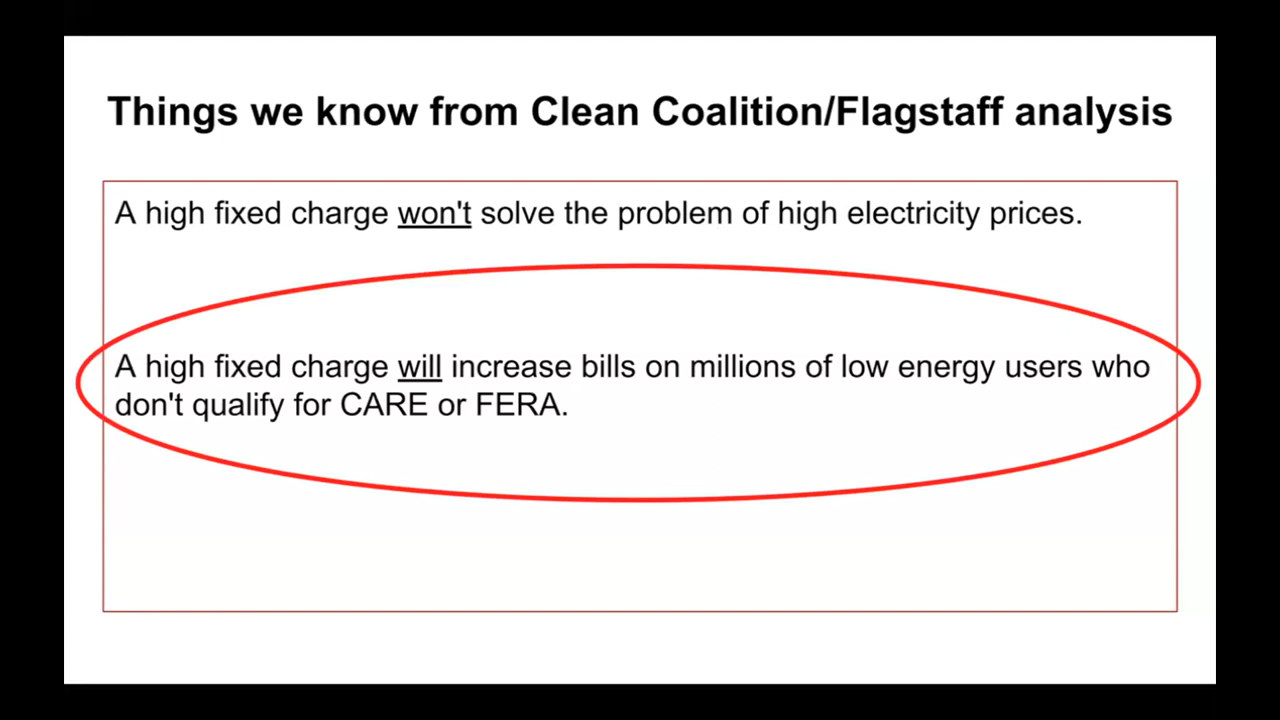 Things we know from Clean Coalition/Flagstaff analysis
A high fixed charge won't solve the problem of high electricity prices.
A high fixed charge will increase bills on millions of low energy users who
don't qualify for CARE or FERA.